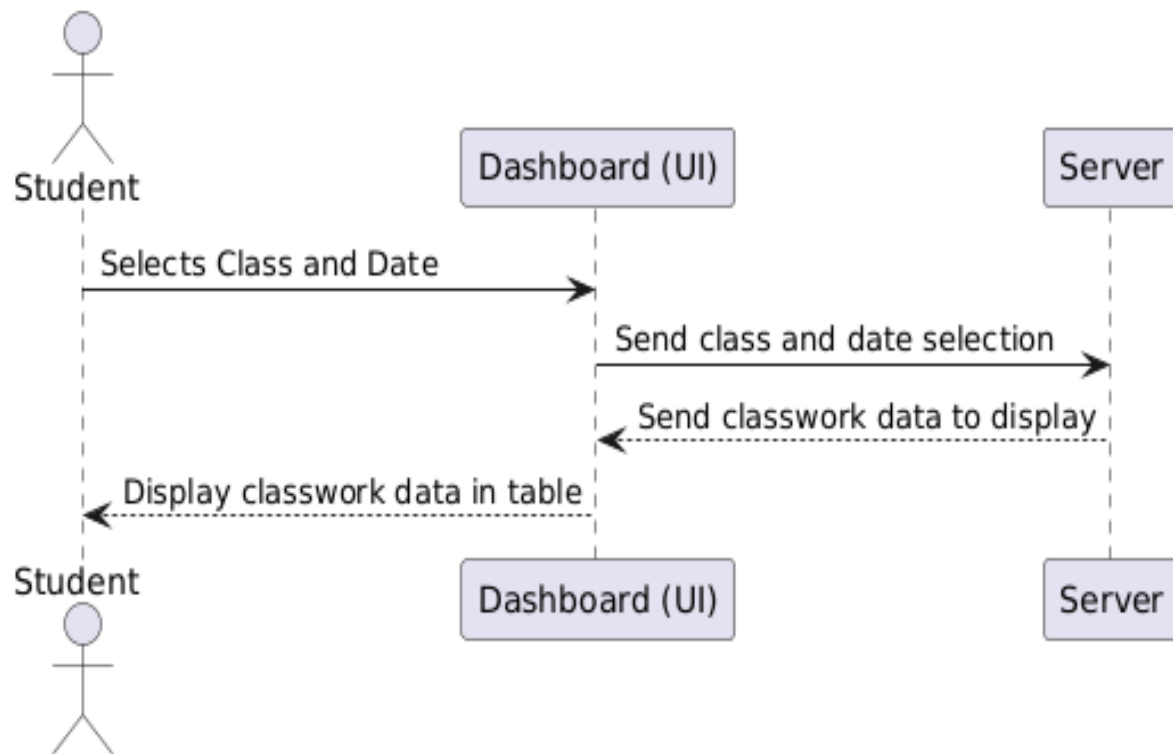 Student
Dashboard (UI)
Server
Selects Class and Date
Send class and date selection
Send classwork data to display
Display classwork data in table
Student
Dashboard (UI)
Server